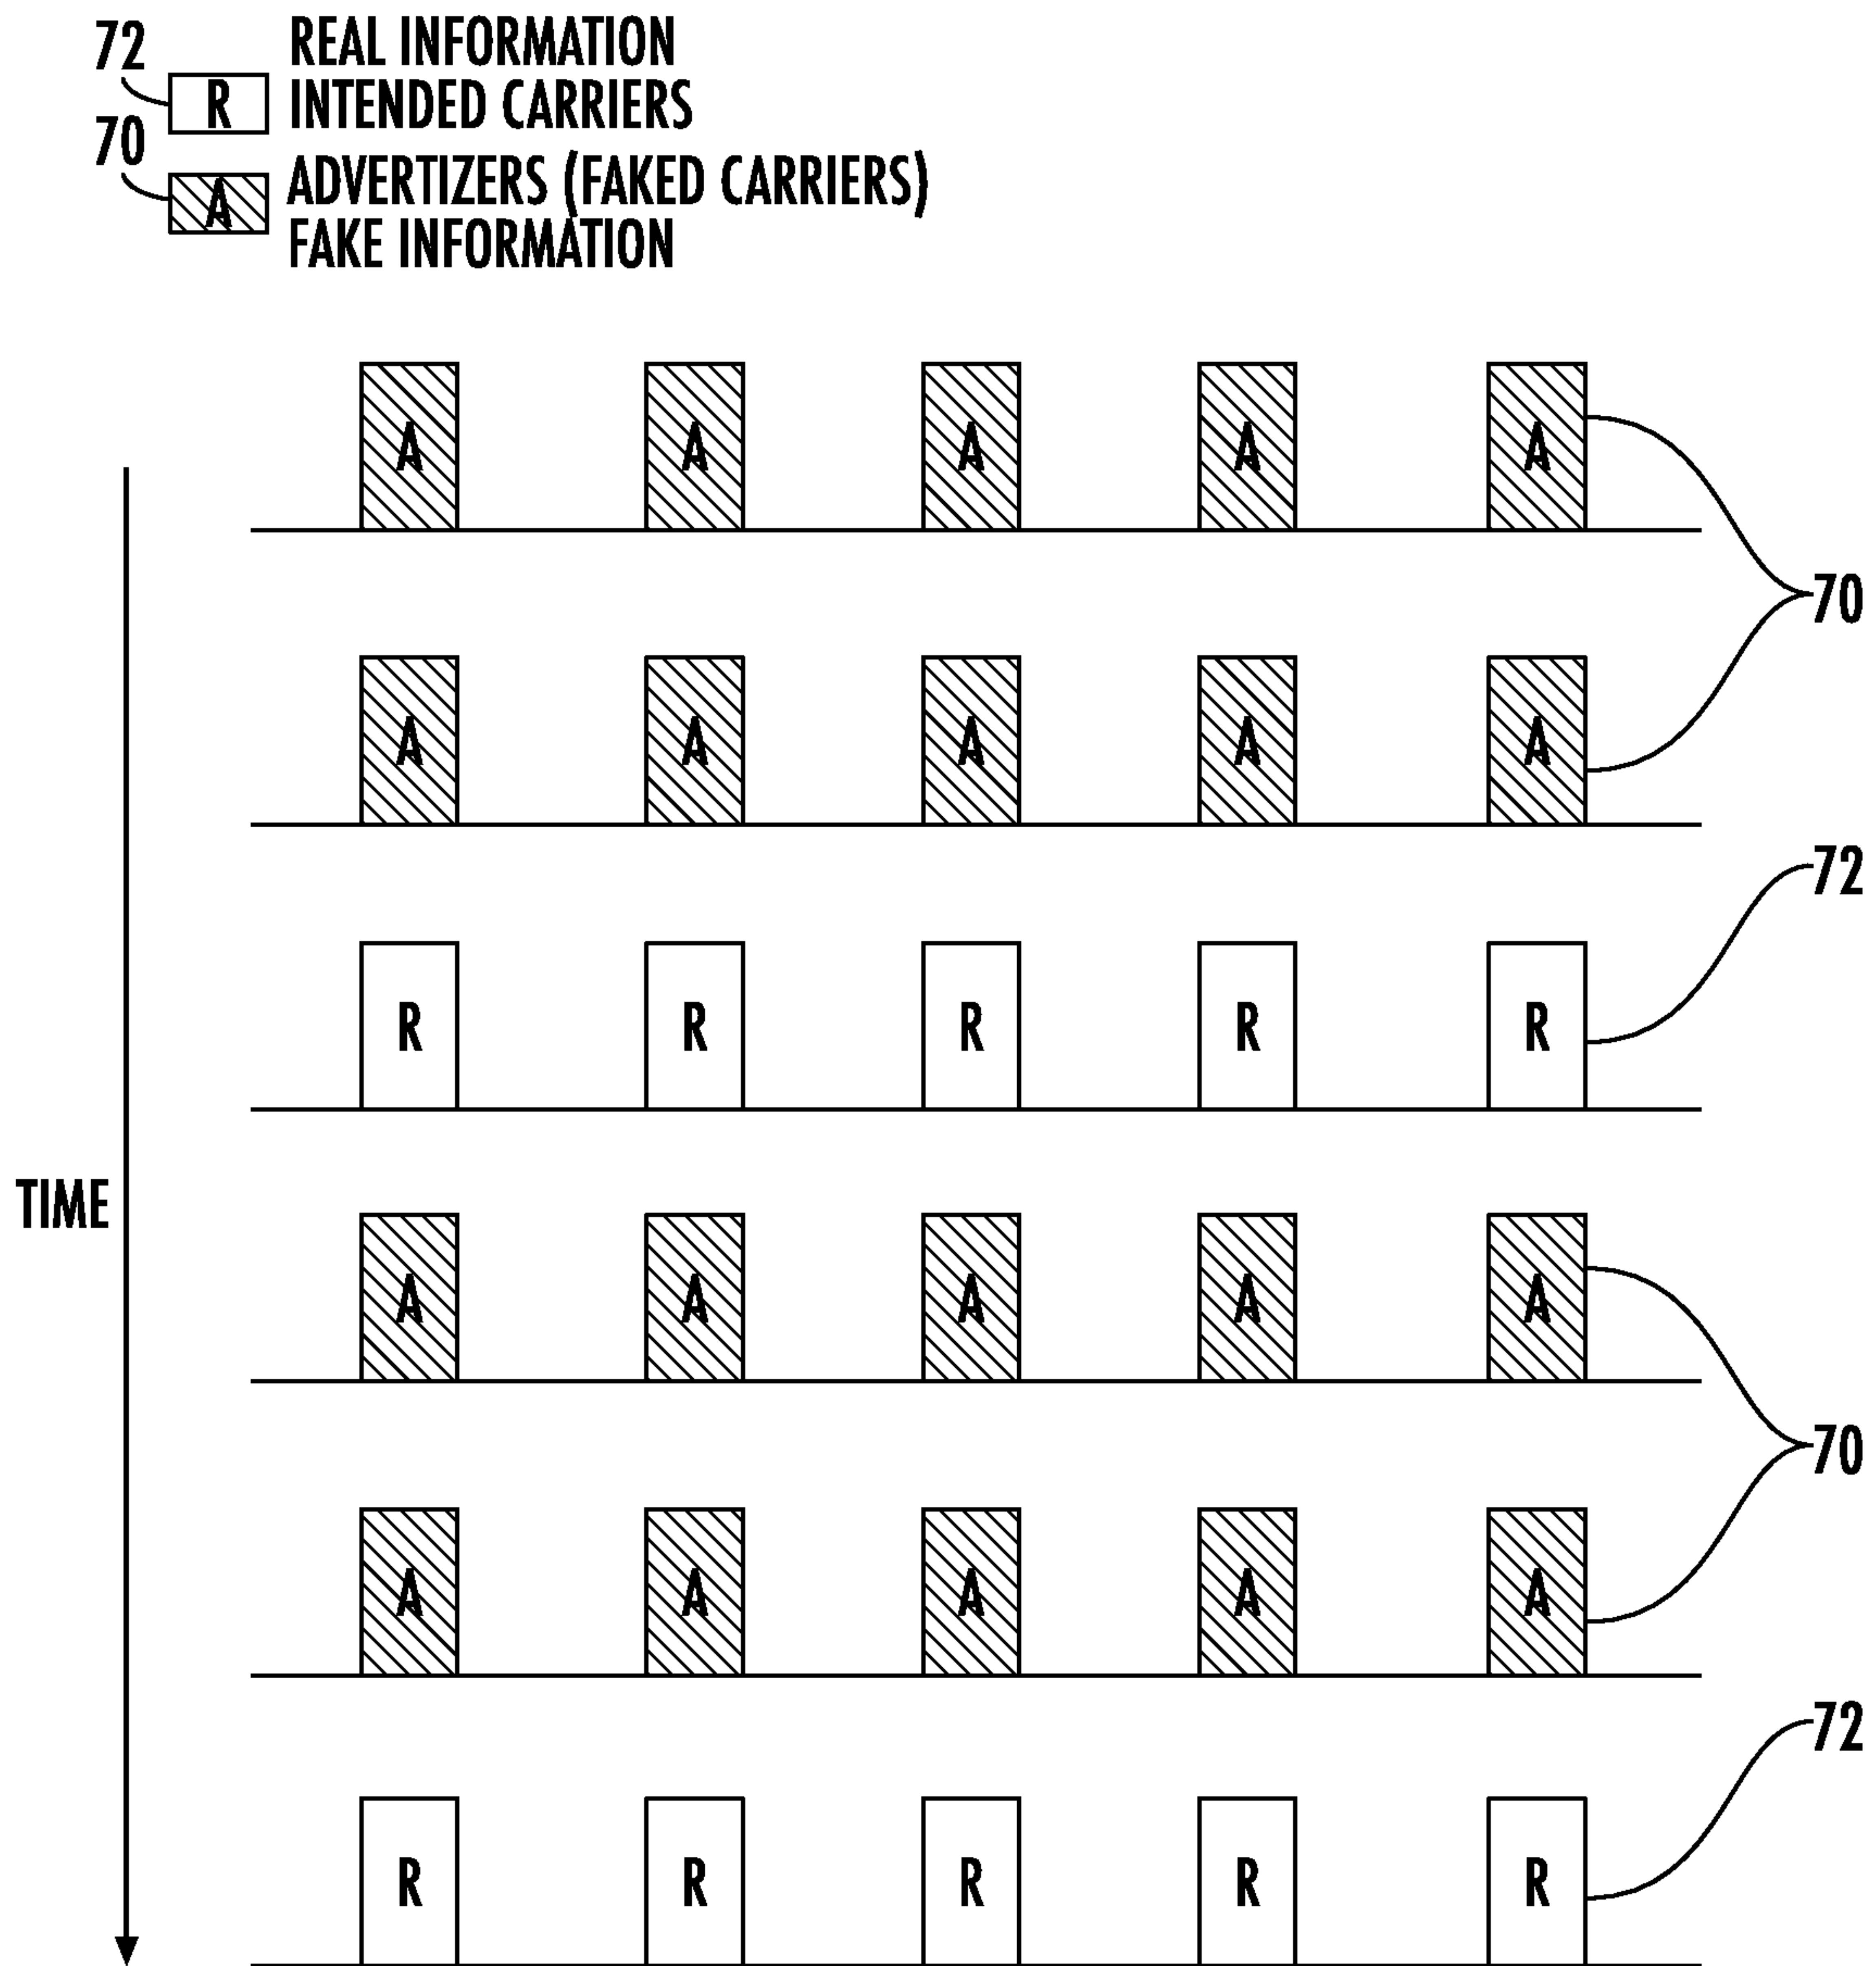 72
REAL INFORMATION
R
INTENDED CARRIERS
70
A
ADVERTIZERS (FAKED CARRIERS)
FAKE INFORMATION
A A A A A
70
A A A A A
72
R R R R R
TIME
A A A A A
70
A A A A A
72
R R R R R